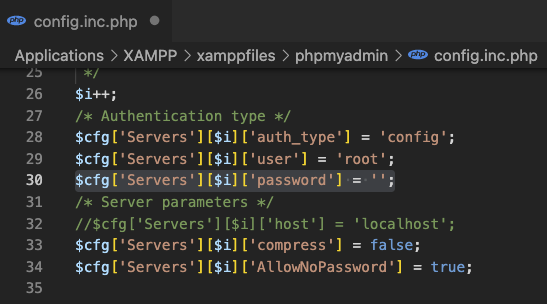 php config.inc.php
Applications > XAMPP > xamppfiles > phpmyadmin > php config.inc.php
25 */
26 $i++;
27 /* Authentication type */
28 $cfg['Servers'][$i]['auth_type'] = 'config';
29 $cfg['Servers'][$i]['user'] = 'root';
30 $cfg['Servers'][$i]['password'] = '';
31 /* Server parameters */
32 //$cfg['Servers'][$i]['host'] = 'localhost';
33 $cfg['Servers'][$i]['compress'] = false;
34 $cfg['Servers'][$i]['AllowNoPassword'] = true;
35